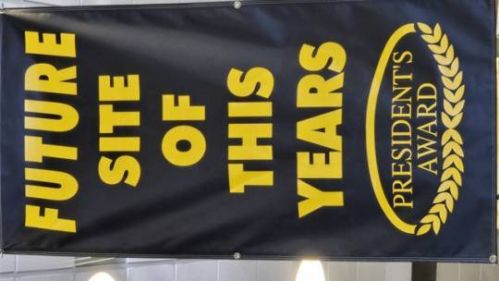 FUTURE
SITE
OF
THIS
YEARS
PRESIDENT'S
AWARD